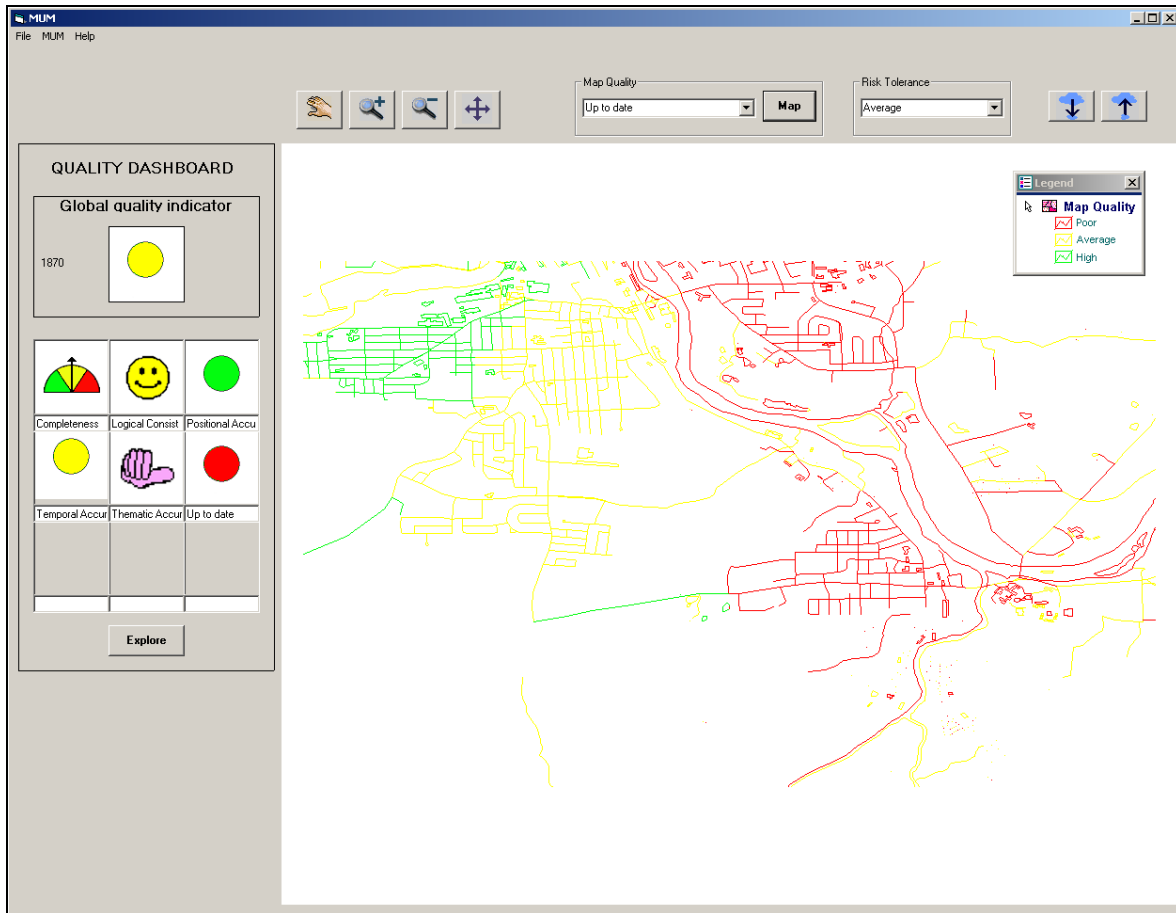 MUM
File MUM Help
Map Quality
Up to date
Map
Risk Tolerance
Average
QUALITY DASHBOARD
Global quality indicator
1870
Completeness Logical Consist Positional Accu
Temporal Accur Thematic Accur Up to date
Explore
Legend
Map Quality
Poor
Average
High